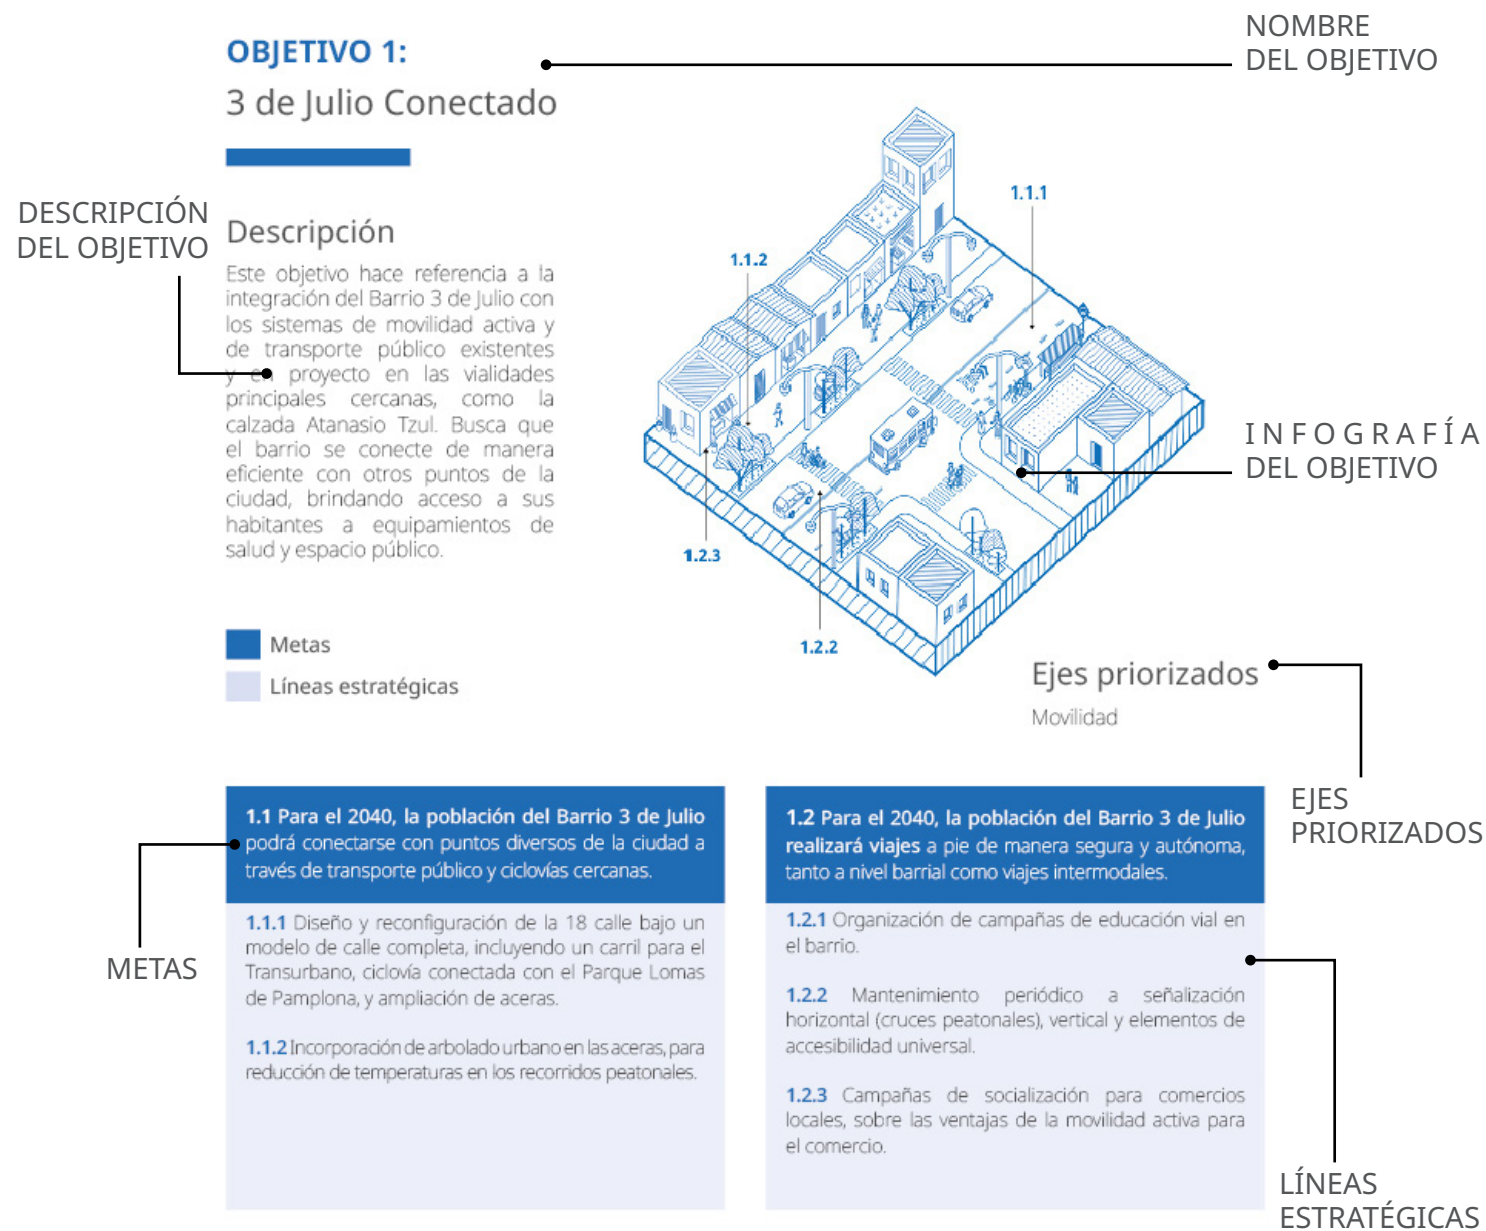 NOMBRE
DEL OBJETIVO
OBJETIVO 1:
3 de Julio Conectado
DESCRIPCIÓN
DEL OBJETIVO
Descripción
Este objetivo hace referencia a la
integración del Barrio 3 de Julio con
los sistemas de movilidad activa y
de transporte público existentes
y en proyecto en las vialidades
principales cercanas, como la
calzada Atanasio Tzul. Busca que
el barrio se conecte de manera
eficiente con otros puntos de la
ciudad, brindando acceso a sus
habitantes a equipamientos de
salud y espacio público.
1.1.1
1.1.2
1.2.3
1.2.2
INFOGRAFÍA
DEL OBJETIVO
Metas
Líneas estratégicas
Ejes priorizados
Movilidad
EJES
PRIORIZADOS
METAS
1.1 Para el 2040, la población del Barrio 3 de Julio
podrá conectarse con puntos diversos de la ciudad a
través de transporte público y ciclovías cercanas.
1.1.1 Diseño y reconfiguración de la 18 calle bajo un
modelo de calle completa, incluyendo un carril para el
Transurbano, ciclovía conectada con el Parque Lomas
de Pamplona, y ampliación de aceras.
1.1.2 Incorporación de arbolado urbano en las aceras, para
reducción de temperaturas en los recorridos peatonales.
1.2 Para el 2040, la población del Barrio 3 de Julio
realizará viajes a pie de manera segura y autónoma,
tanto a nivel barrial como viajes intermodales.
1.2.1 Organización de campañas de educación vial en
el barrio.
1.2.2 Mantenimiento periódico a señalización
horizontal (cruces peatonales), vertical y elementos de
accesibilidad universal.
1.2.3 Campañas de socialización para comercios
locales, sobre las ventajas de la movilidad activa para
el comercio.
LÍNEAS
ESTRATÉGICAS